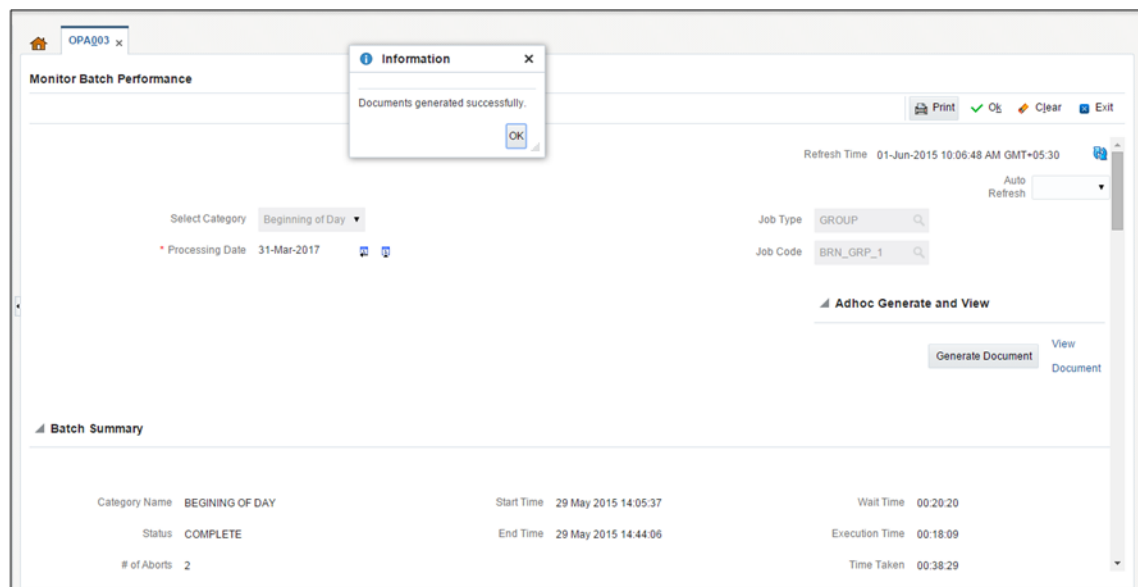 OPA003 x
Information
Monitor Batch Performance
Documents generated successfully.
OK
Print Ok Clear Exit
Refresh Time 01-Jun-2015 10:06:48 AM GMT+05:30
Auto
Refresh
Select Category Beginning of Day Job Type GROUP
* Processing Date 31-Mar-2017 Job Code BRN_GRP_1
Adhoc Generate and View
Generate Document View
Document
Batch Summary
Category Name BEGINING OF DAY Start Time 29 May 2015 14:05:37 Wait Time 00:20:20
Status COMPLETE End Time 29 May 2015 14:44:06 Execution Time 00:18:09
# of Aborts 2 Time Taken 00:38:29